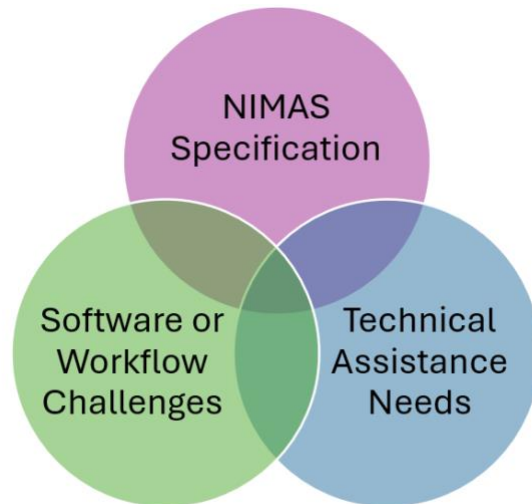 NIMAS
Specification
Software or
Workflow
Challenges
Technical
Assistance
Needs